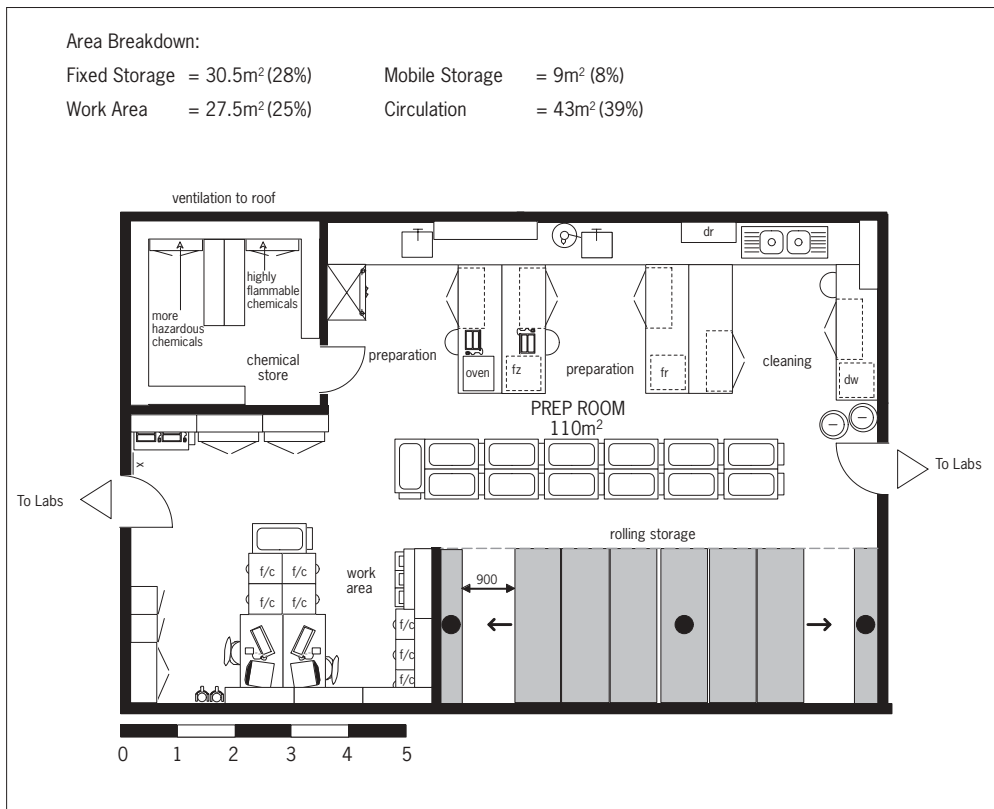 Area Breakdown:
Fixed Storage = 30.5m² (28%) Mobile Storage = 9m² (8%)
Work Area = 27.5m² (25%) Circulation = 43m² (39%)
ventilation to roof
dr
highly
flammable
chemicals
more
hazardous
chemicals
chemical
store
preparation
oven
fz
preparation
fr
cleaning
dw
PREP ROOM
110m²
x
To Labs
To Labs
rolling storage
f/c f/c
f/c f/c
work
area
f/c
f/c
f/c
900
0 1 2 3 4 5